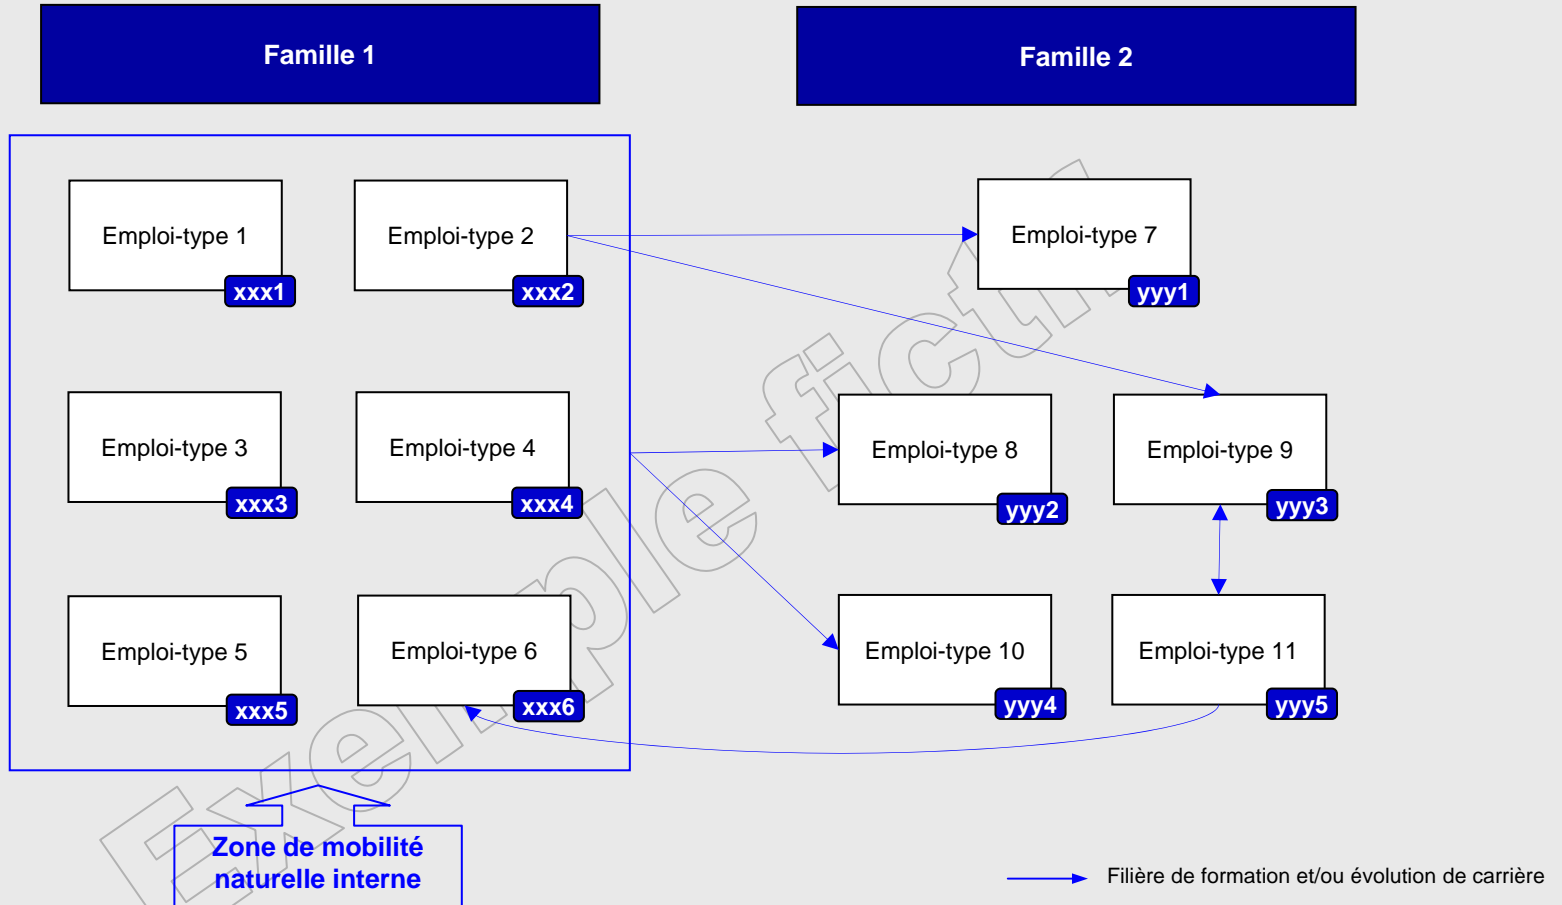 Famille 1
Famille 2
Emploi-type 1
xxx1
Emploi-type 2
xxx2
Emploi-type 7
yyy1
Emploi-type 3
xxx3
Emploi-type 4
xxx4
Emploi-type 8
yyy2
Emploi-type 9
yyy3
Emploi-type 5
xxx5
Emploi-type 6
xxx6
Emploi-type 10
yyy4
Emploi-type 11
yyy5
Exemple fictif
Zone de mobilité
naturelle interne
Filière de formation et/ou évolution de carrière